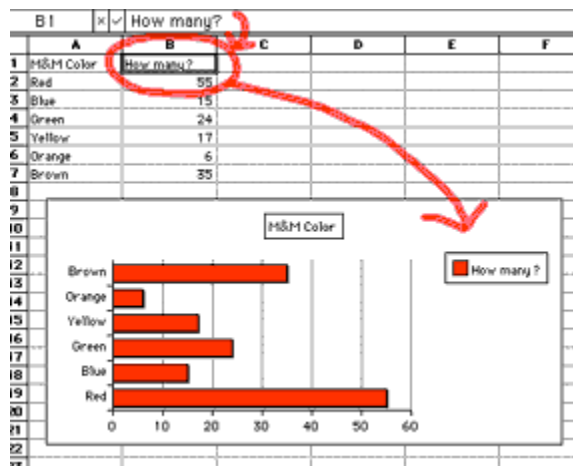 B1 How many?
A B C D E F
1 M&M Color How many?
2 Red 55
3 Blue 15
4 Green 24
5 Yellow 17
6 Orange 6
7 Brown 35
8
9
10 M&M Color
11
12 Brown How many ?
13
14 Orange
15 Yellow
16 Green
17
18 Blue
19 Red
20
21 0 10 20 30 40 50 60
22
23